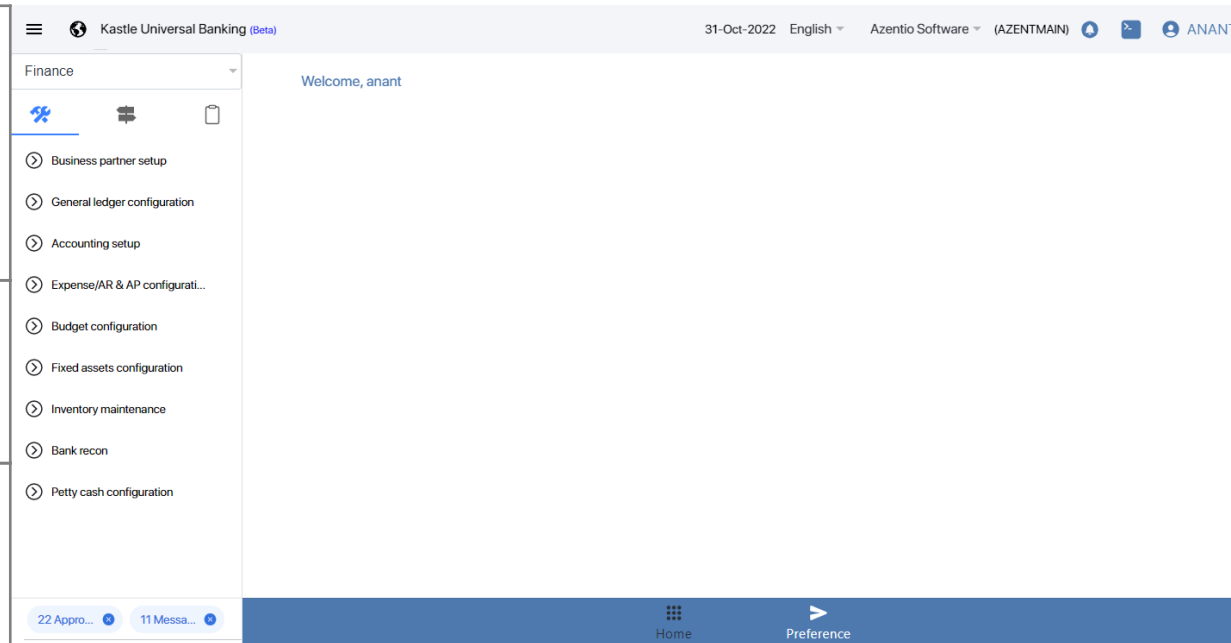 Kastle Universal Banking (Beta) 31-Oct-2022 English Azentio Software (AZENTMAIN) ANANT
Finance
Welcome, anant
Business partner setup
General ledger configuration
Accounting setup
Expense/AR & AP configurati...
Budget configuration
Fixed assets configuration
Inventory maintenance
Bank recon
Petty cash configuration
22 Appro... 11 Messa...
Home Preference